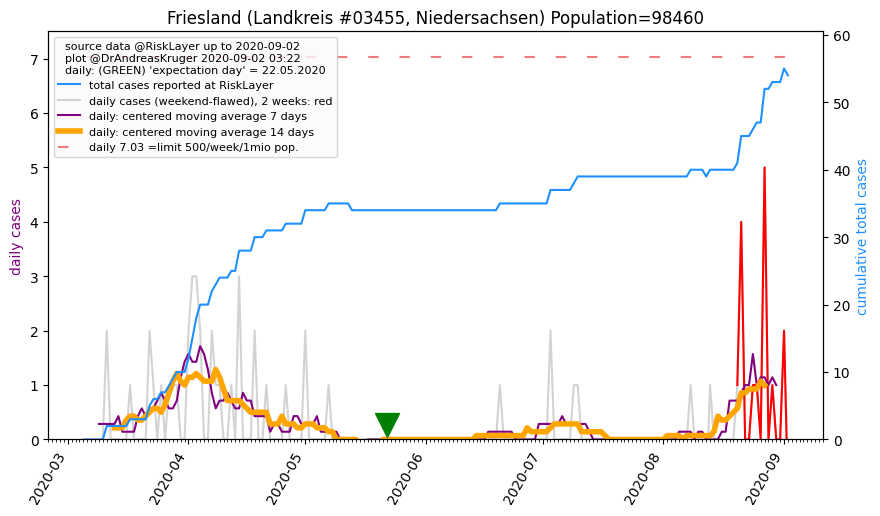 Friesland (Landkreis #03455, Niedersachsen) Population=98460
source data @RiskLayer up to 2020-09-02
plot @DrAndreasKruger 2020-09-02 03:22
daily: (GREEN) 'expectation day' = 22.05.2020
total cases reported at RiskLayer
daily cases (weekend-flawed), 2 weeks: red
daily: centered moving average 7 days
daily: centered moving average 14 days
daily 7.03 =limit 500/week/1mio pop.
daily cases
7
6
5
4
3
2
1
0
cumulative total cases
60
50
40
30
20
10
0
2020-03
2020-04
2020-05
2020-06
2020-07
2020-08
2020-09